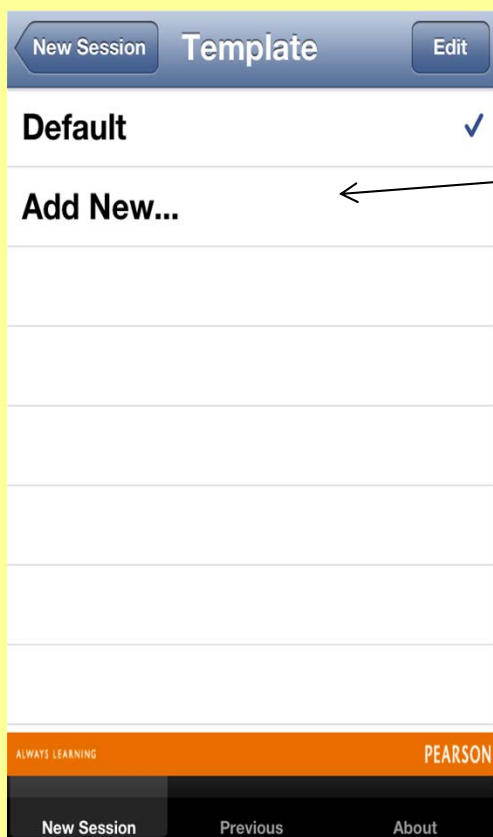 New Session Template Edit
Default
Add New...
ALWAYS LEARNING PEARSON
New Session Previous About